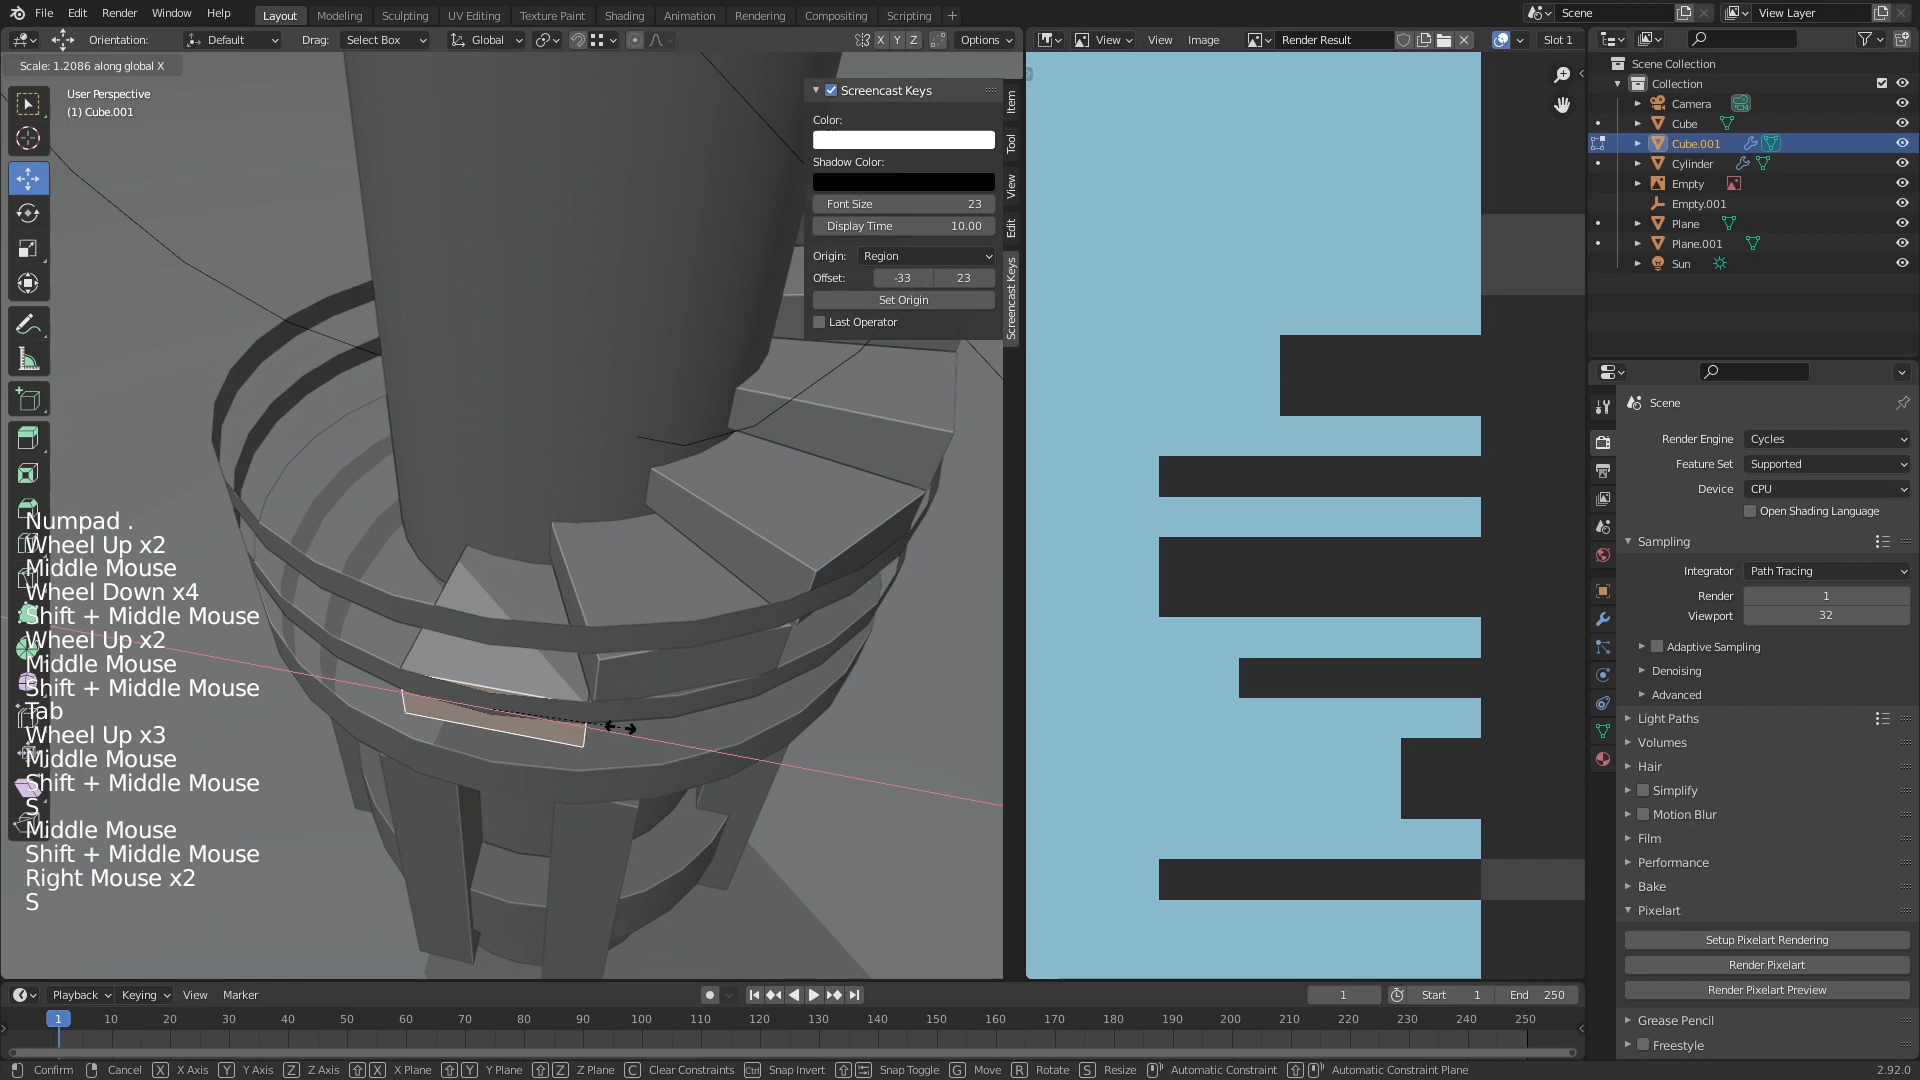 File Edit Render Window Help Layout Modeling Sculpting UV Editing Texture Paint Shading Animation Rendering Compositing Scripting + Scene View Layer
Orientation: Default Drag: Select Box Global X Y Z Options View View Image Render Result Slot 1
Scale: 1.2086 along global X
User Perspective
(1) Cube.001
Screencast Keys
Color:
Shadow Color:
Font Size 23
Display Time 10.00
Origin: Region
Offset: -33 23
Set Origin
Last Operator
Item
Tool
View
Edit
Screencast Keys
Numpad .
Wheel Up x2
Middle Mouse
Wheel Down x4
Shift + Middle Mouse
Wheel Up x2
Middle Mouse
Shift + Middle Mouse
Tab
Wheel Up x3
Middle Mouse
Shift + Middle Mouse
S
Middle Mouse
Shift + Middle Mouse
Right Mouse x2
S
Scene Collection
Collection
Camera
Cube
Cube.001
Cylinder
Empty
Empty.001
Plane
Plane.001
Sun
Scene
Render Engine Cycles
Feature Set Supported
Device CPU
Open Shading Language
Sampling
Integrator Path Tracing
Render 1
Viewport 32
Adaptive Sampling
Denoising
Advanced
Light Paths
Volumes
Hair
Simplify
Motion Blur
Film
Performance
Bake
Pixelart
Setup Pixelart Rendering
Render Pixelart
Render Pixelart Preview
Grease Pencil
Freestyle
Playback Keying View Marker 1 Start 1 End 250
1 10 20 30 40 50 60 70 80 90 100 110 120 130 140 150 160 170 180 190 200 210 220 230 240 250
Confirm Cancel X X Axis Y Y Axis Z Z Axis X X Plane Y Y Plane Z Z Plane C Clear Constraints Ctrl Snap Invert Snap Toggle G Move R Rotate S Resize Automatic Constraint Automatic Constraint Plane 2.92.0